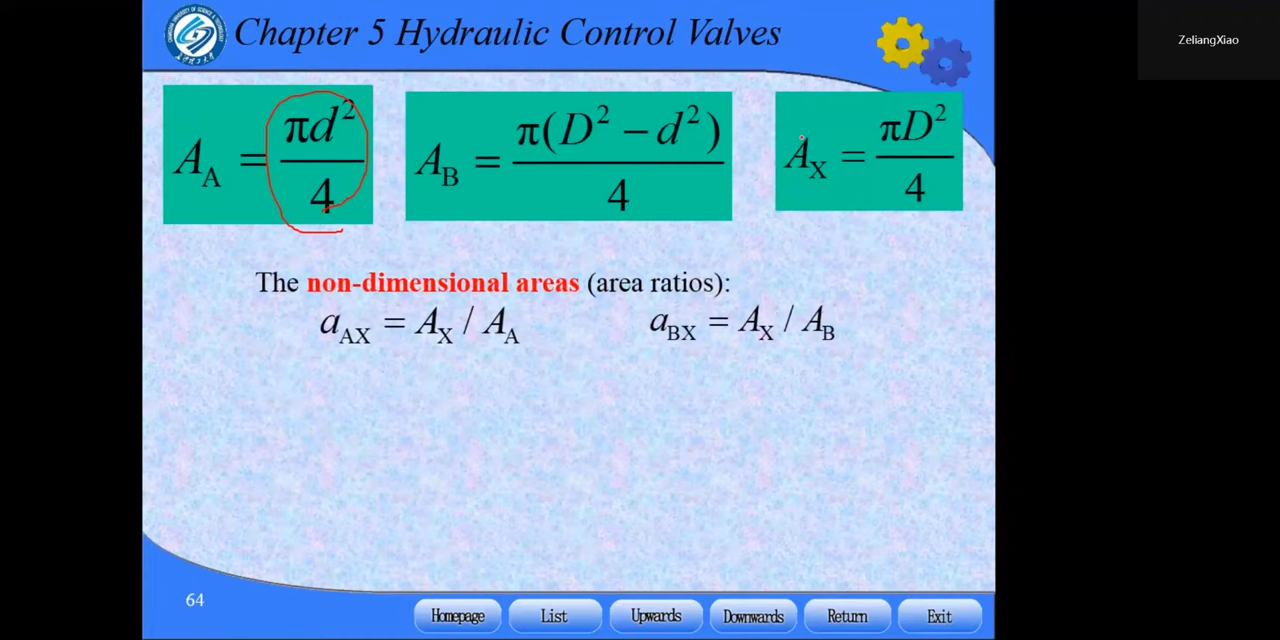 Chapter 5 Hydraulic Control Valves
ZeliangXiao
A_A = πd²/4
A_B = π(D² − d²)/4
A_X = πD²/4
The non-dimensional areas (area ratios):
a_AX = A_X / A_A
a_BX = A_X / A_B
64
Homepage
List
Upwards
Downwards
Return
Exit